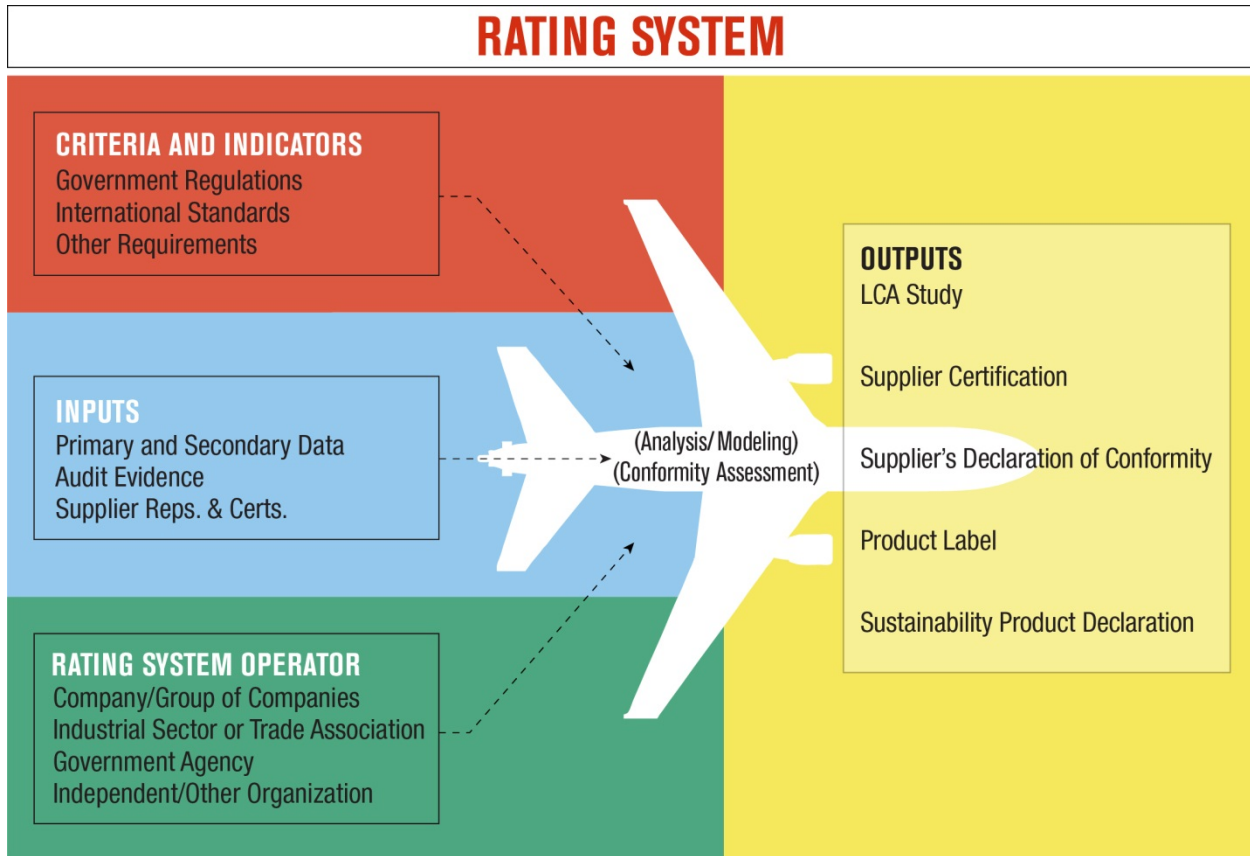 RATING SYSTEM
CRITERIA AND INDICATORS
Government Regulations
International Standards
Other Requirements
INPUTS
Primary and Secondary Data
Audit Evidence
Supplier Reps. & Certs.
RATING SYSTEM OPERATOR
Company/Group of Companies
Industrial Sector or Trade Association
Government Agency
Independent/Other Organization
(Analysis/ Modeling)
(Conformity Assessment)
OUTPUTS
LCA Study
Supplier Certification
Supplier’s Declaration of Conformity
Product Label
Sustainability Product Declaration